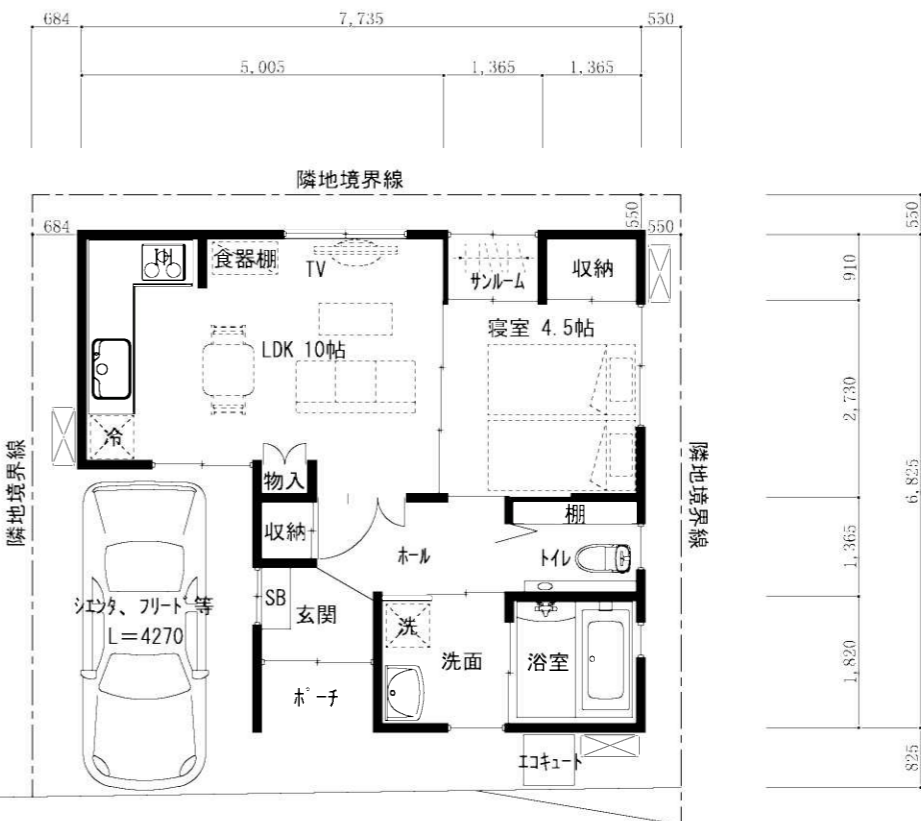 684
7,735
550
5,005
1,365
1,365
隣地境界線
684
550
550
550
IH
食器棚
TV
サンルーム
収納
910
LDK 10帖
寝室 4.5帖
2,730
冷
隣地境界線
物入
隣地境界線
6,825
収納
棚
ホール
トイレ
1,365
シエンタ、フリード等
L=4270
SB
玄関
洗
洗面
浴室
1,820
ポーチ
エコキュート
825